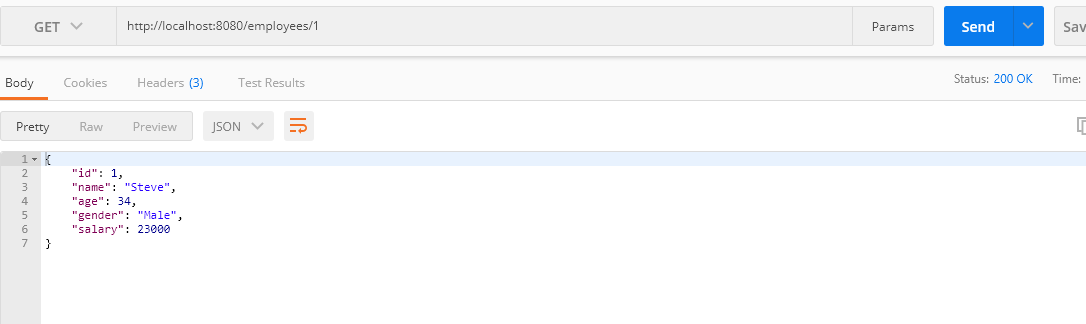 GET http://localhost:8080/employees/1 Params Send Sav
Body Cookies Headers (3) Test Results Status: 200 OK Time:
Pretty Raw Preview JSON
1 {
2 "id": 1,
3 "name": "Steve",
4 "age": 34,
5 "gender": "Male",
6 "salary": 23000
7 }